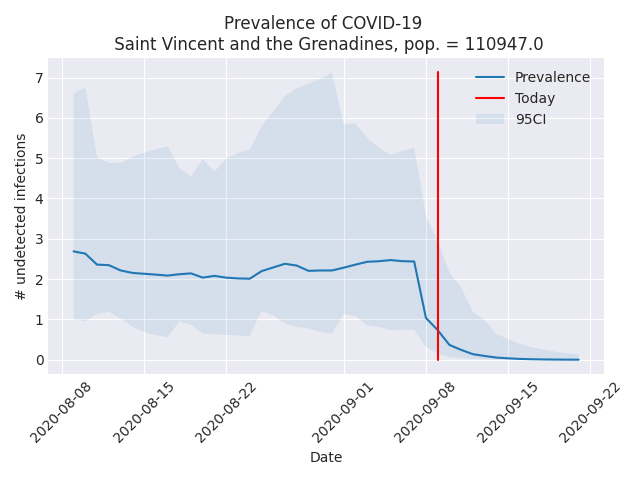 Prevalence of COVID-19
Saint Vincent and the Grenadines, pop. = 110947.0
Prevalence
Today
95CI
# undetected infections
7
6
5
4
3
2
1
0
2020-08-08
2020-08-15
2020-08-22
2020-09-01
2020-09-08
2020-09-15
2020-09-22
Date